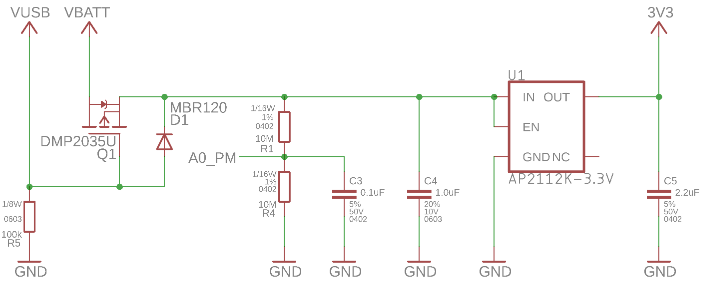 VUSB
VBATT
3V3
U1
IN OUT
EN
GND NC
AP2112K-3.3V
MBR120
D1
DMP2035U
Q1
1/16W
1%
0402
10M
R1
A0_PM
1/16W
1%
0402
10M
R4
C3
0.1uF
5%
50V
0402
C4
1.0uF
20%
10V
0603
C5
2.2uF
5%
50V
0402
1/8W
0603
100k
R5
GND
GND
GND
GND
GND
GND